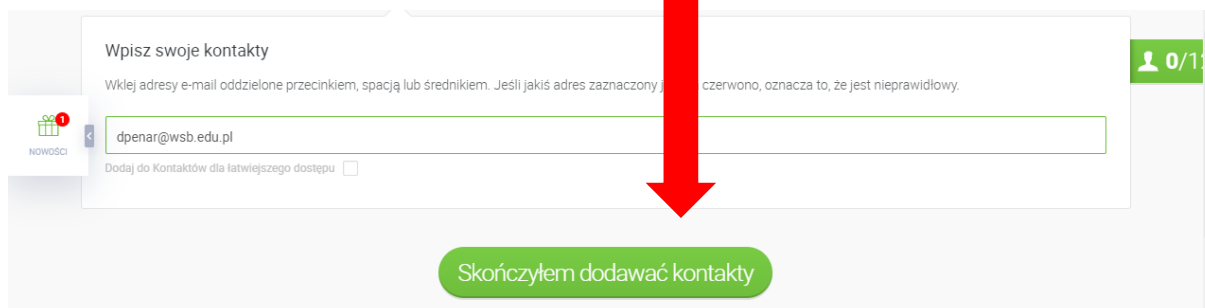 Wpisz swoje kontakty
Wklej adresy e-mail oddzielone przecinkiem, spacją lub średnikiem. Jeśli jakiś adres zaznaczony j czerwono, oznacza to, że jest nieprawidłowy.
0/12
1
NOWOŚCI
dpenar@wsb.edu.pl
Dodaj do Kontaktów dla łatwiejszego dostępu
Skończyłem dodawać kontakty